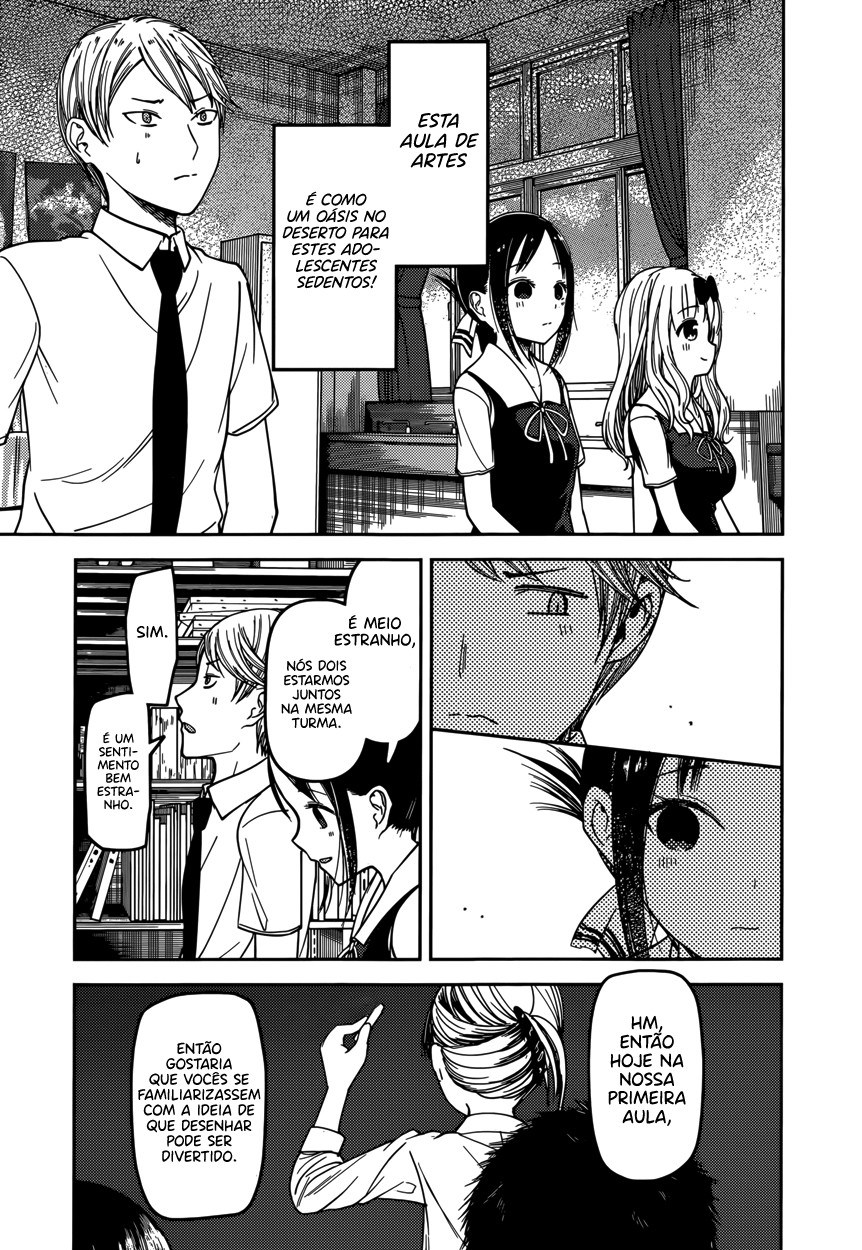 ESTA
AULA DE
ARTES
É COMO
UM OÁSIS NO
DESERTO PARA
ESTES ADO-
LESCENTES
SEDENTOS!
É MEIO
ESTRANHO,
NÓS DOIS
ESTARMOS
JUNTOS
NA MESMA
TURMA.
SIM.
É UM
SENTI-
MENTO
BEM
ESTRA-
NHO.
HM,
ENTÃO
HOJE NA
NOSSA
PRIMEIRA
AULA,
ENTÃO
GOSTARIA
QUE VOCÊS SE
FAMILIARIZASSEM
COM A IDEIA DE
QUE DESENHAR
PODE SER
DIVERTIDO.